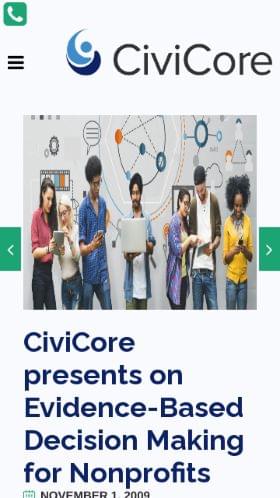 CiviCore
CiviCore
presents on
Evidence-Based
Decision Making
for Nonprofits
NOVEMBER 1, 2009